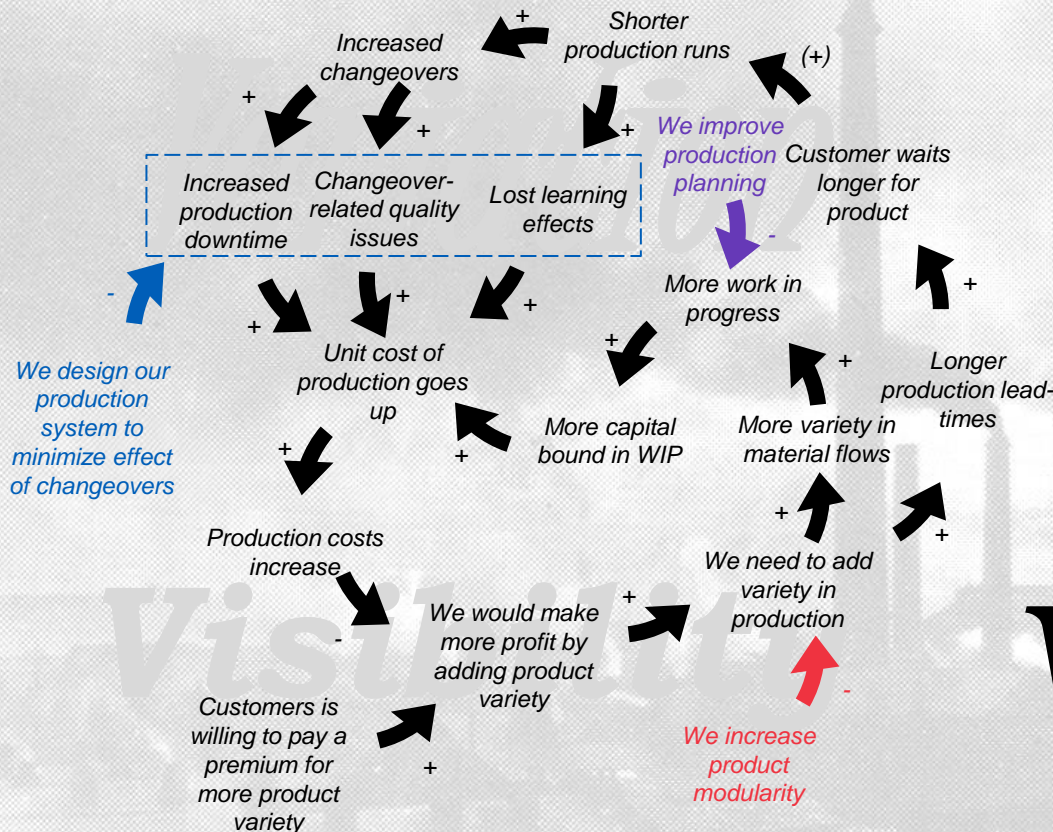 Shorter
production runs
+
Increased
changeovers
(+)
+
+
+
We improve
production
planning
Customer waits
longer for
product
Increased
production
downtime
Changeover-
related quality
issues
Lost learning
effects
-
More work in
progress
-
+
+
+
+
We design our
production
system to
minimize effect
of changeovers
Unit cost of
production goes
up
+
+
Longer
production lead-
times
More capital
bound in WIP
More variety in
material flows
+
+
+
+
Production costs
increase
We need to add
variety in
production
-
We would make
more profit by
adding product
variety
+
Visibility
Customers is
willing to pay a
premium for
more product
variety
+
-
We increase
product
modularity